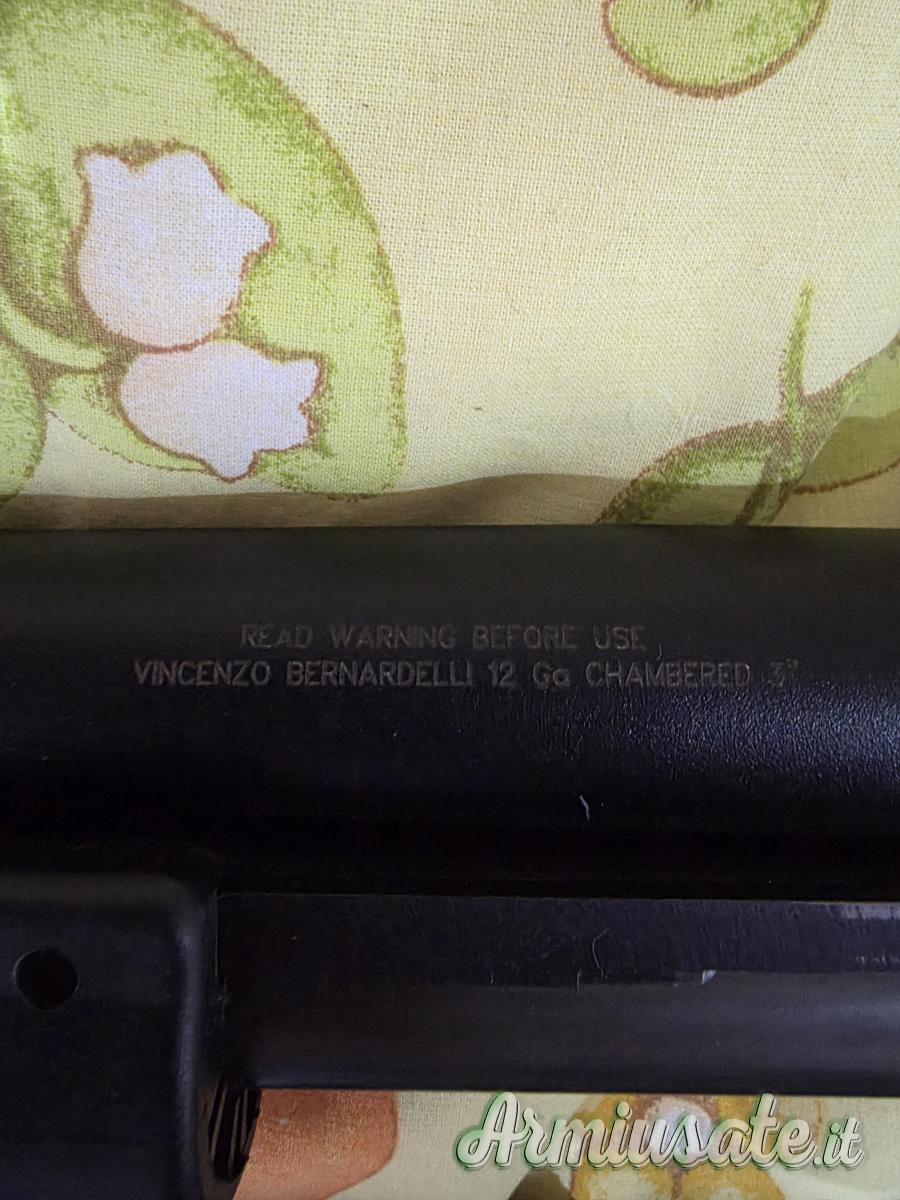 READ WARNING BEFORE USE
VINCENZO BERNARDELLI 12 Ga CHAMBERED 3"
Armiusate.it